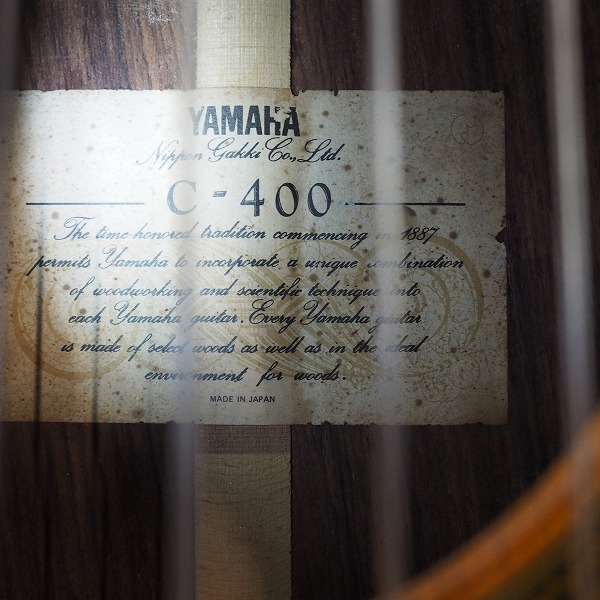 YAMAHA
Nippon Gakki Co., Ltd.
C-400
The time honored tradition commencing in 1887
permits Yamaha to incorporate a unique combination
of woodworking and scientific technique into
each Yamaha guitar. Every Yamaha guitar
is made of select woods as well as in the ideal
environment for woods.
MADE IN JAPAN